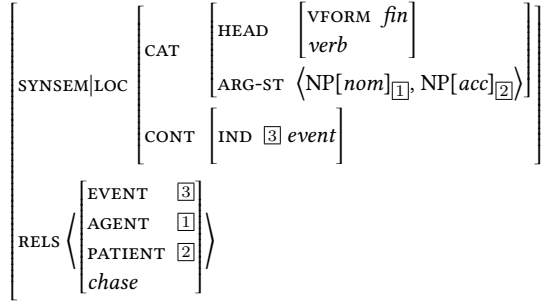 HEAD [VFORM fin
verb]
SYNSEM|LOC CAT
ARG-ST ⟨NP[nom]1, NP[acc]2⟩
CONT [IND 3 event]
EVENT 3
AGENT 1
RELS ⟨ PATIENT 2 ⟩
chase